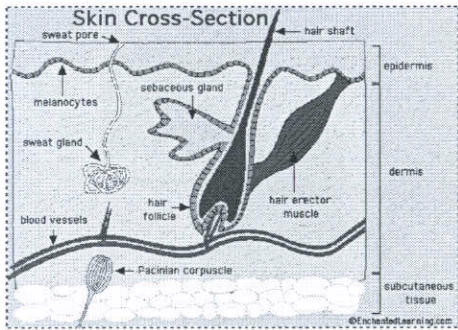 Skin Cross-Section
sweat pore
hair shaft
epidermis
melanocytes
sebaceous gland
sweat gland
dermis
hair
follicle
hair erector
muscle
blood vessels
Pacinian corpuscle
subcutaneous
tissue
©EnchantedLearning.com